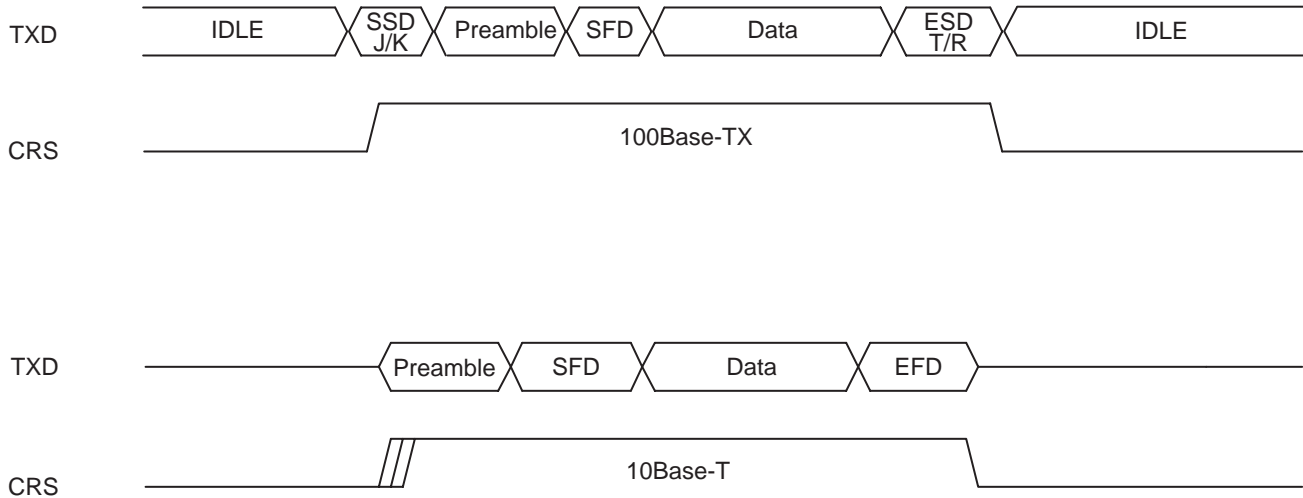 TXD
IDLE
SSD
J/K
Preamble
SFD
Data
ESD
T/R
IDLE
CRS
100Base-TX
TXD
Preamble
SFD
Data
EFD
CRS
10Base-T